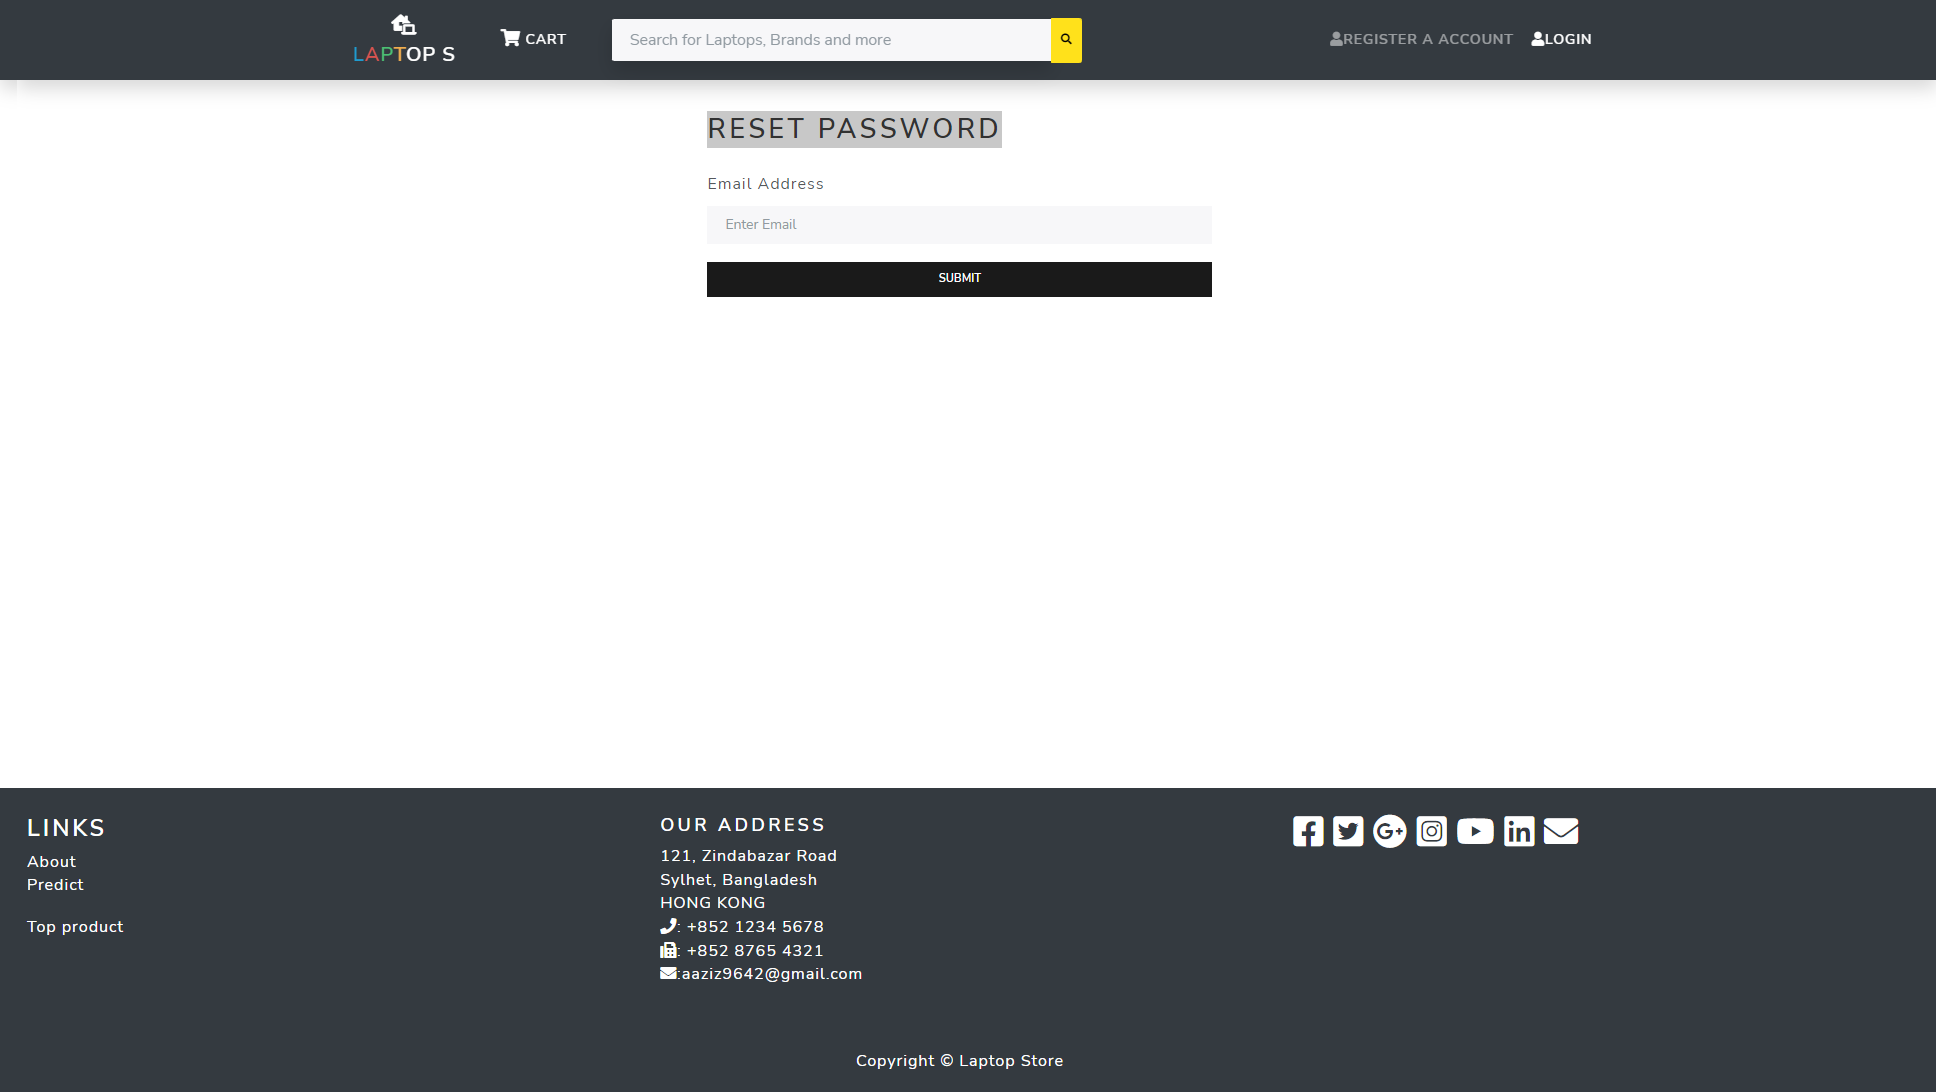 LAPTOP S
CART
Search for Laptops, Brands and more
REGISTER A ACCOUNT
LOGIN
RESET PASSWORD
Email Address
Enter Email
SUBMIT
LINKS
About
Predict
Top product
OUR ADDRESS
121, Zindabazar Road
Sylhet, Bangladesh
HONG KONG
: +852 1234 5678
: +852 8765 4321
:aaziz9642@gmail.com
Copyright © Laptop Store